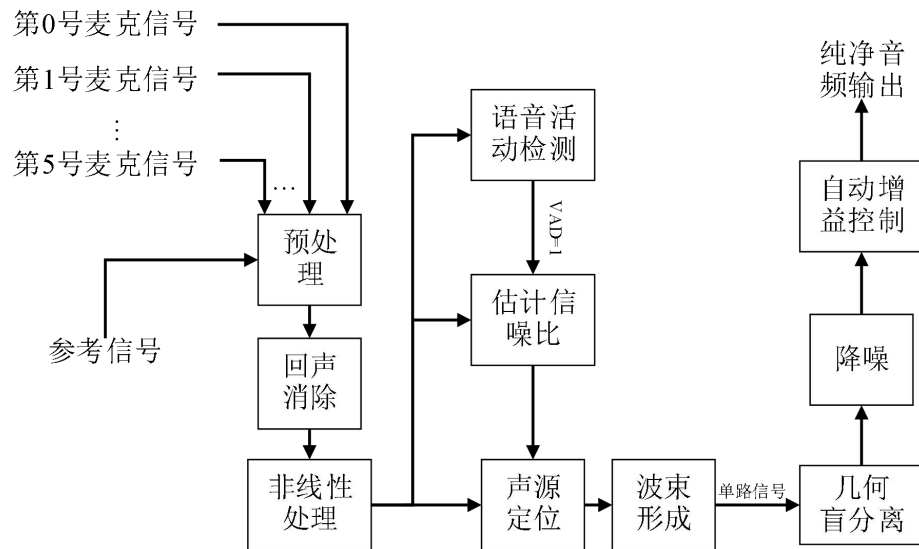 第0号麦克信号
第1号麦克信号
⋮
第5号麦克信号
…
预处
理
参考信号
回声
消除
非线性
处理
语音活
动检测
VAD=1
估计信
噪比
声源
定位
波束
形成
单路信号
几何
盲分离
降噪
自动增
益控制
纯净音
频输出